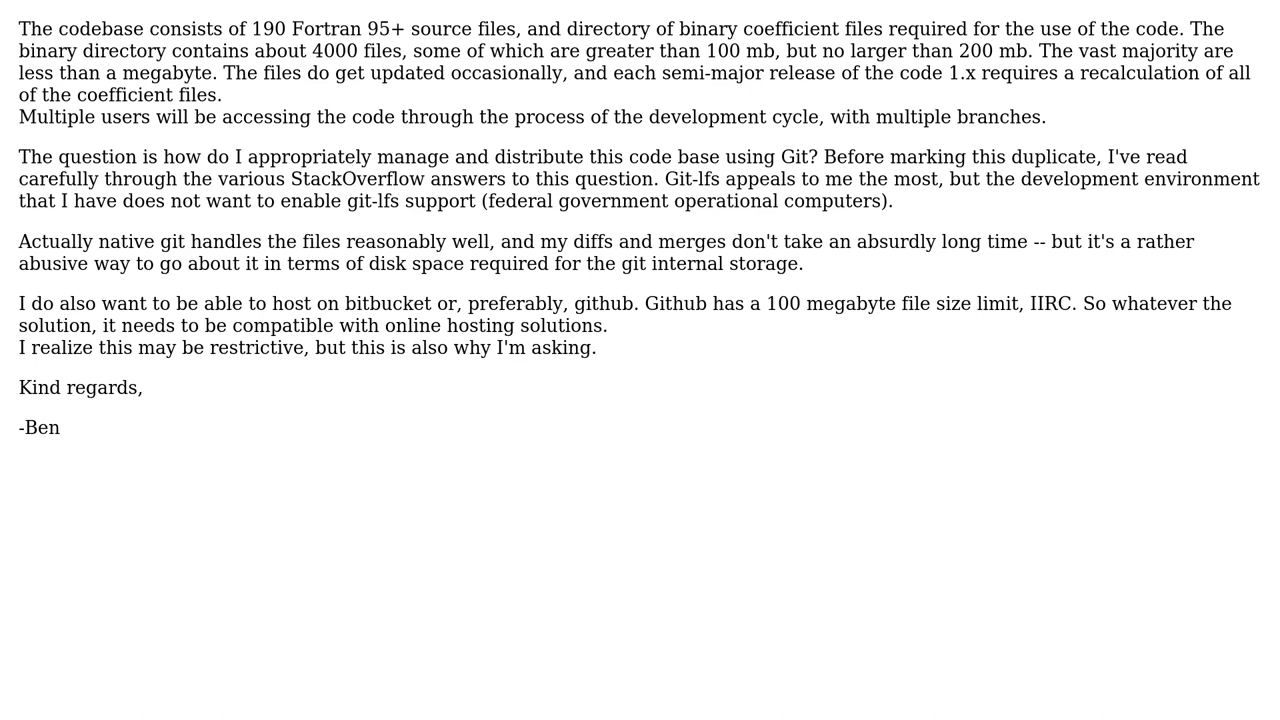 The codebase consists of 190 Fortran 95+ source files, and directory of binary coefficient files required for the use of the code. The
binary directory contains about 4000 files, some of which are greater than 100 mb, but no larger than 200 mb. The vast majority are
less than a megabyte. The files do get updated occasionally, and each semi-major release of the code 1.x requires a recalculation of all
of the coefficient files.
Multiple users will be accessing the code through the process of the development cycle, with multiple branches.
The question is how do I appropriately manage and distribute this code base using Git? Before marking this duplicate, I've read
carefully through the various StackOverflow answers to this question. Git-lfs appeals to me the most, but the development environment
that I have does not want to enable git-lfs support (federal government operational computers).
Actually native git handles the files reasonably well, and my diffs and merges don't take an absurdly long time -- but it's a rather
abusive way to go about it in terms of disk space required for the git internal storage.
I do also want to be able to host on bitbucket or, preferably, github. Github has a 100 megabyte file size limit, IIRC. So whatever the
solution, it needs to be compatible with online hosting solutions.
I realize this may be restrictive, but this is also why I'm asking.
Kind regards,
-Ben